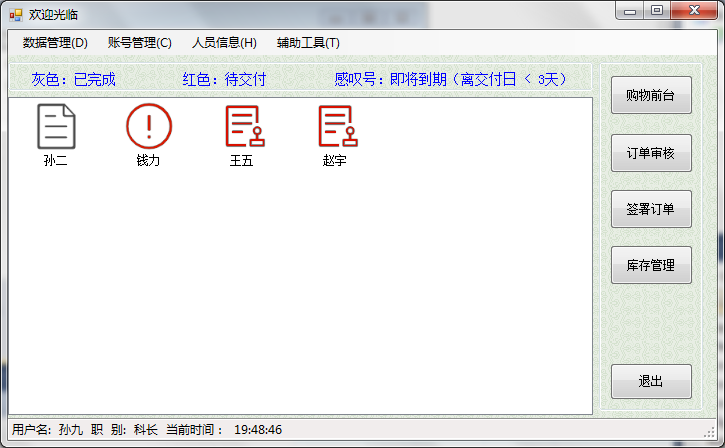 欢迎光临
数据管理(D) 账号管理(C) 人员信息(H) 辅助工具(T)
灰色：已完成 红色：待交付 感叹号：即将到期（离交付日 < 3天）
孙二 钱力 王五 赵宇
购物前台
订单审核
签署订单
库存管理
退出
用户名: 孙九 职 别: 科长 当前时间： 19:48:46